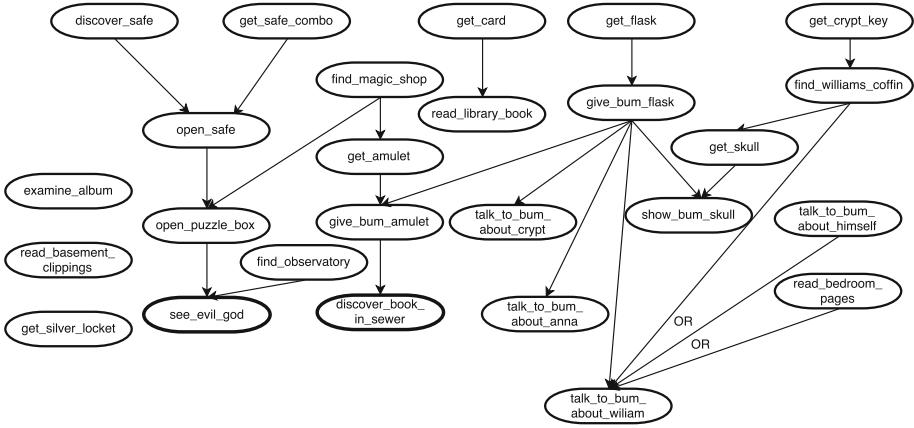 discover_safe
get_safe_combo
get_card
get_flask
get_crypt_key
find_magic_shop
find_williams_coffin
read_library_book
give_bum_flask
open_safe
get_skull
get_amulet
examine_album
open_puzzle_box
give_bum_amulet
talk_to_bum_
about_crypt
show_bum_skull
talk_to_bum_
about_himself
read_basement_
clippings
find_observatory
read_bedroom_
pages
get_silver_locket
see_evil_god
discover_book_
in_sewer
talk_to_bum_
about_anna
OR
OR
talk_to_bum_
about_wiliam